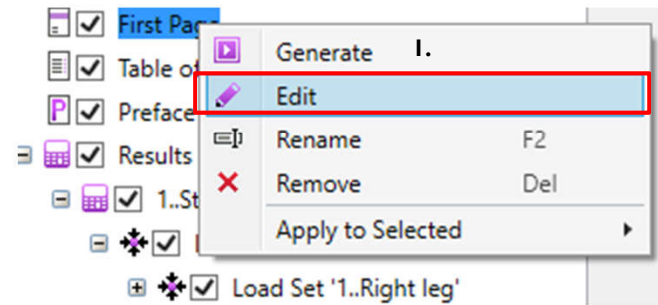 First Page
Generate
I.
Table of
Edit
Preface
Rename F2
Results
Remove Del
1..St
Apply to Selected
Load Set '1..Right leg'